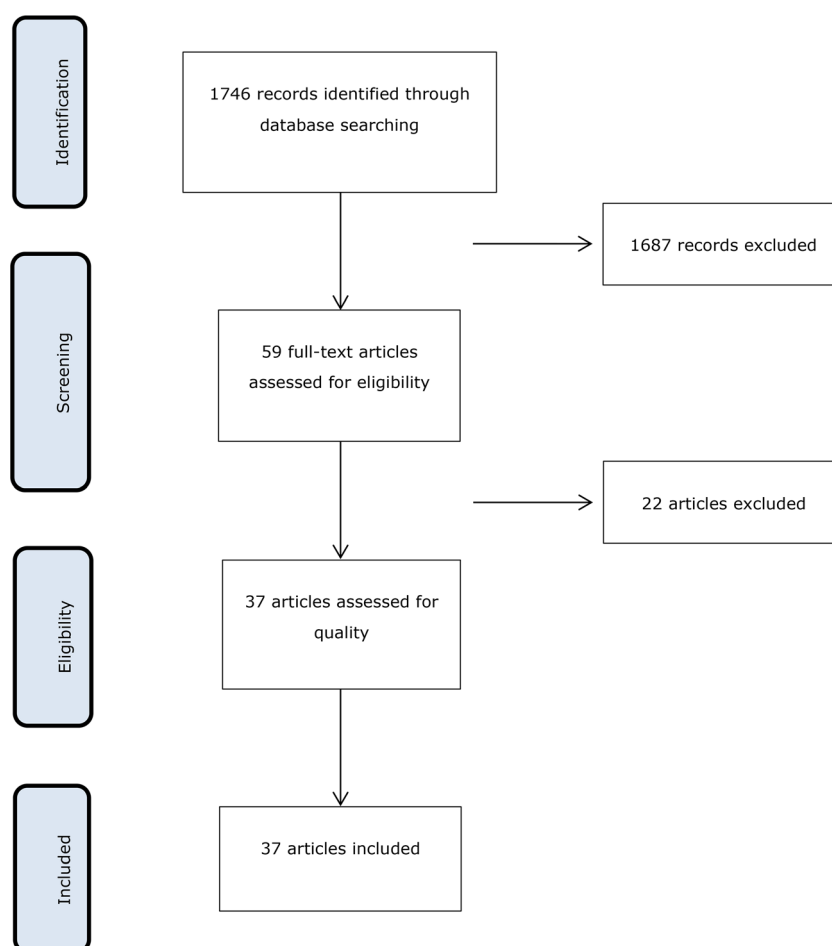 Identification
1746 records identified through
database searching
1687 records excluded
Screening
59 full-text articles
assessed for eligibility
22 articles excluded
Eligibility
37 articles assessed for
quality
Included
37 articles included